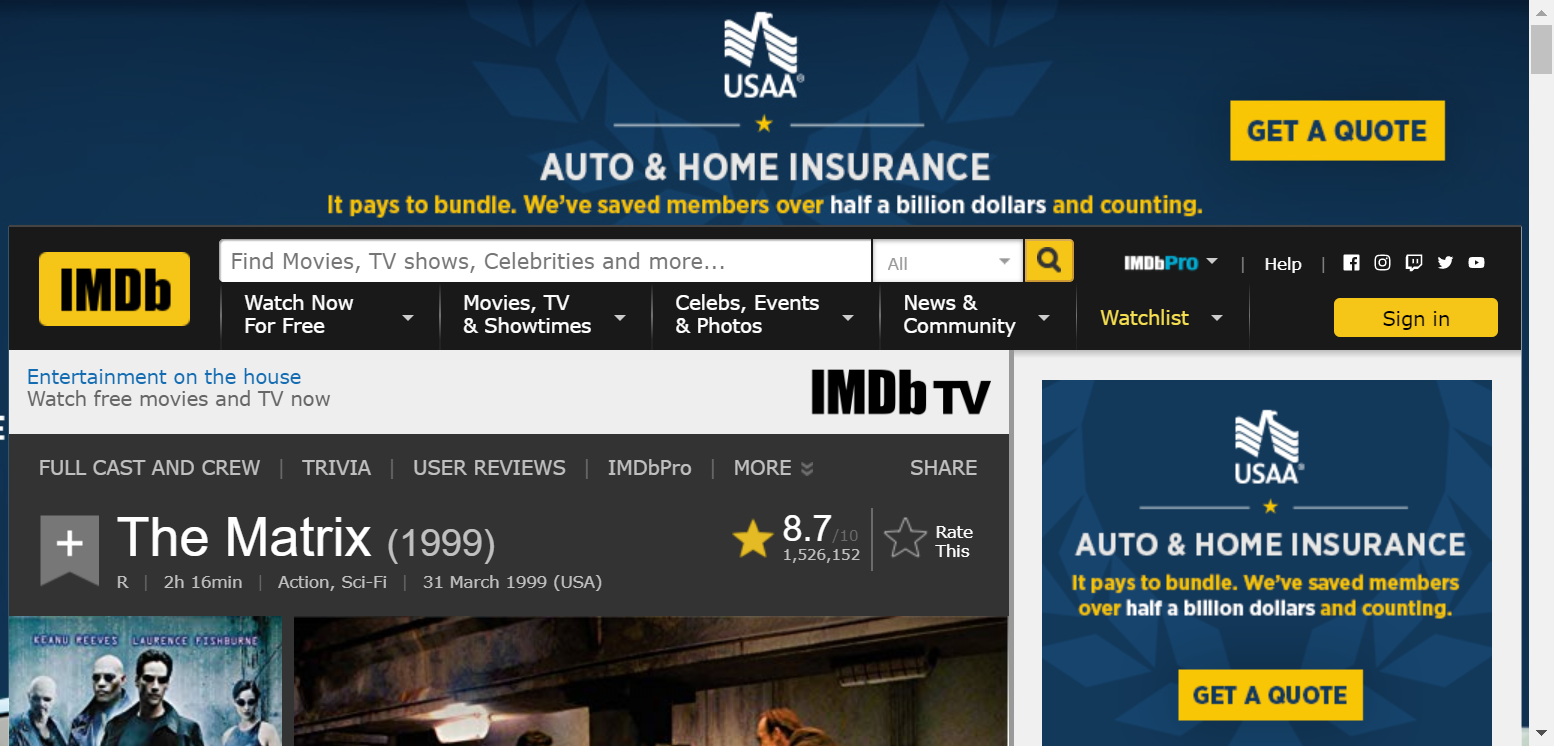 USAA®
AUTO & HOME INSURANCE
It pays to bundle. We've saved members over half a billion dollars and counting.
GET A QUOTE
IMDb
Find Movies, TV shows, Celebrities and more...
All
IMDbPro
|
Help
|
Watch Now
For Free
Movies, TV
& Showtimes
Celebs, Events
& Photos
News &
Community
Watchlist
Sign in
Entertainment on the house
Watch free movies and TV now
IMDb TV
FULL CAST AND CREW | TRIVIA | USER REVIEWS | IMDbPro | MORE
SHARE
+
The Matrix (1999)
R | 2h 16min | Action, Sci-Fi | 31 March 1999 (USA)
8.7/10
1,526,152
Rate
This
KEANU REEVES LAURENCE FISHBURNE
USAA®
AUTO & HOME INSURANCE
It pays to bundle. We've saved members
over half a billion dollars and counting.
GET A QUOTE